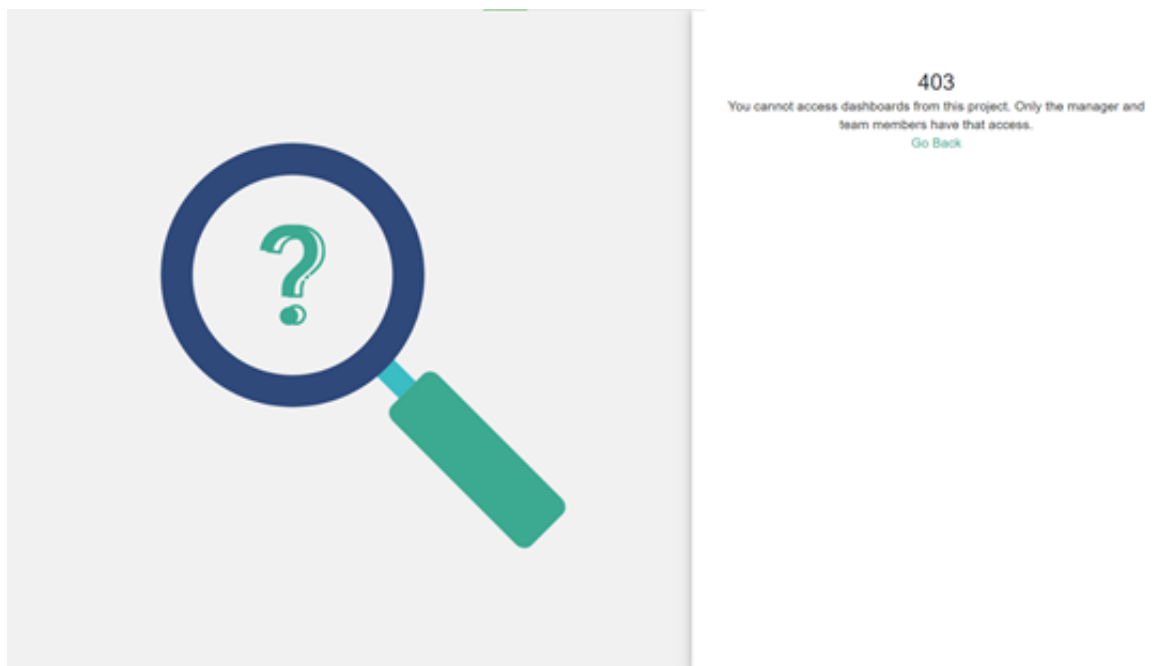 ?
403
You cannot access dashboards from this project. Only the manager and
team members have that access.
Go Back